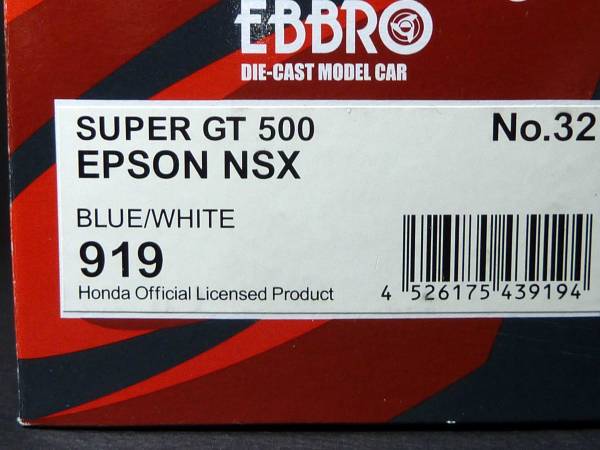 EBBRO
DIE-CAST MODEL CAR
SUPER GT 500 No.32
EPSON NSX
BLUE/WHITE
919
Honda Official Licensed Product
4 526175 439194